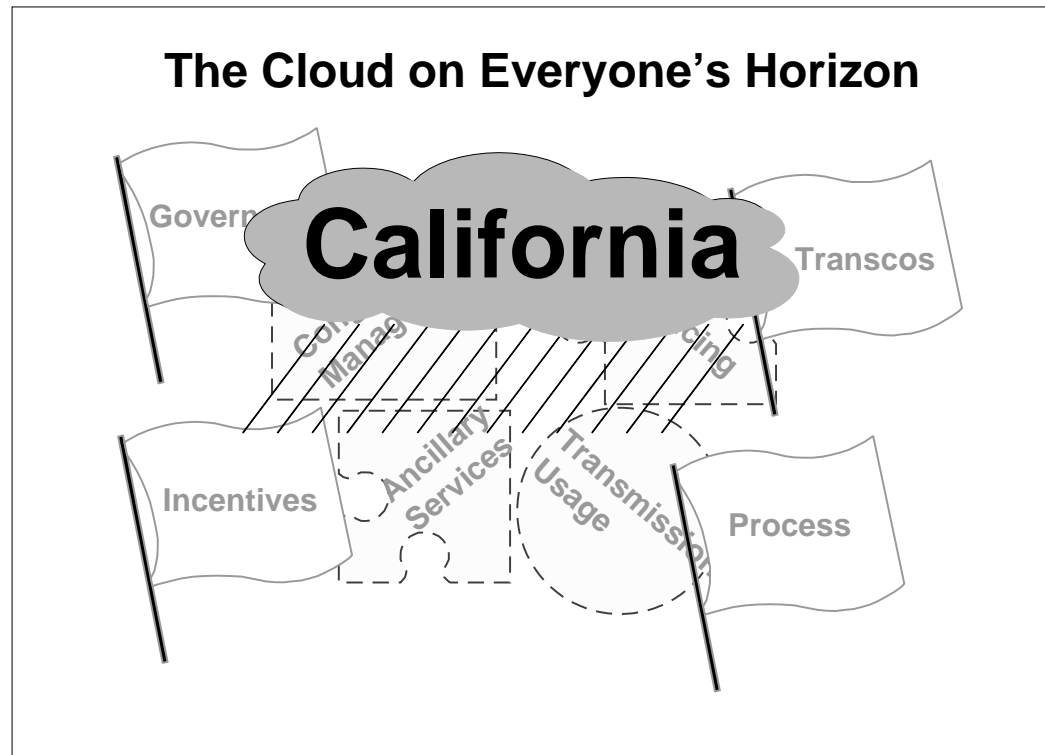 The Cloud on Everyone’s Horizon
California
Transcos
Ancillary
Services
Transmission
Usage
Incentives
Process